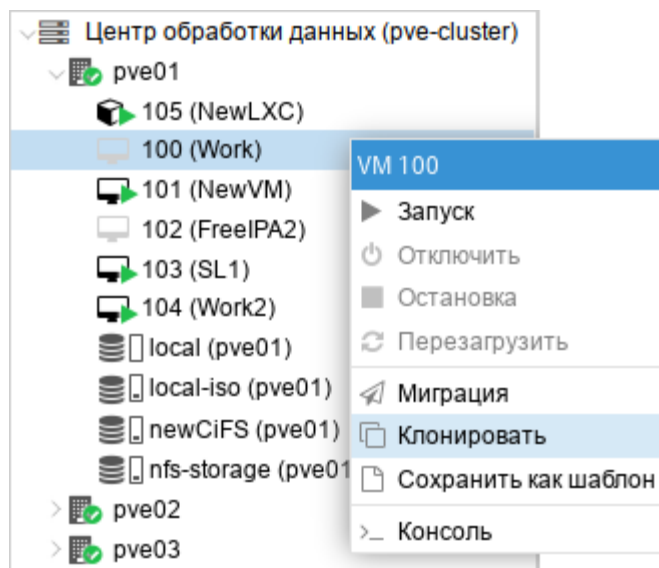 Центр обработки данных (pve-cluster)
pve01
105 (NewLXC)
100 (Work)
101 (NewVM)
102 (FreeIPA2)
103 (SL1)
104 (Work2)
local (pve01)
local-iso (pve01)
newCiFS (pve01)
nfs-storage (pve01
pve02
pve03
VM 100
Запуск
Отключить
Остановка
Перезагрузить
Миграция
Клонировать
Сохранить как шаблон
>_ Консоль